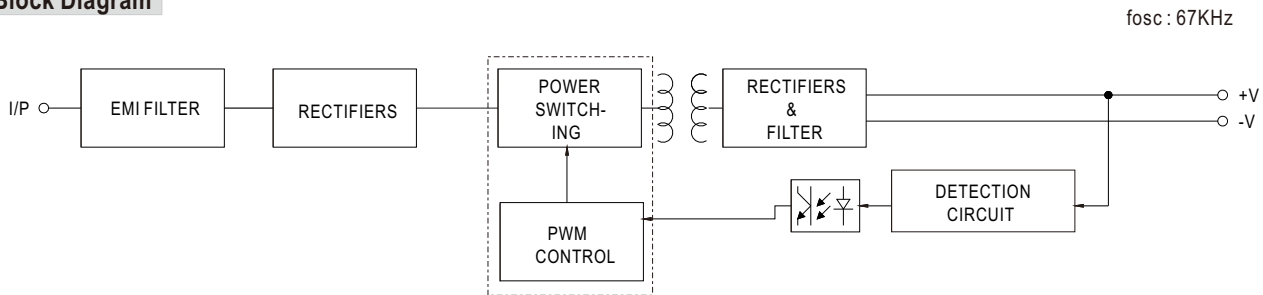 Block Diagram
fosc : 67KHz
I/P
EMI FILTER
RECTIFIERS
POWER
SWITCH-
ING
RECTIFIERS
&
FILTER
+V
-V
DETECTION
CIRCUIT
PWM
CONTROL